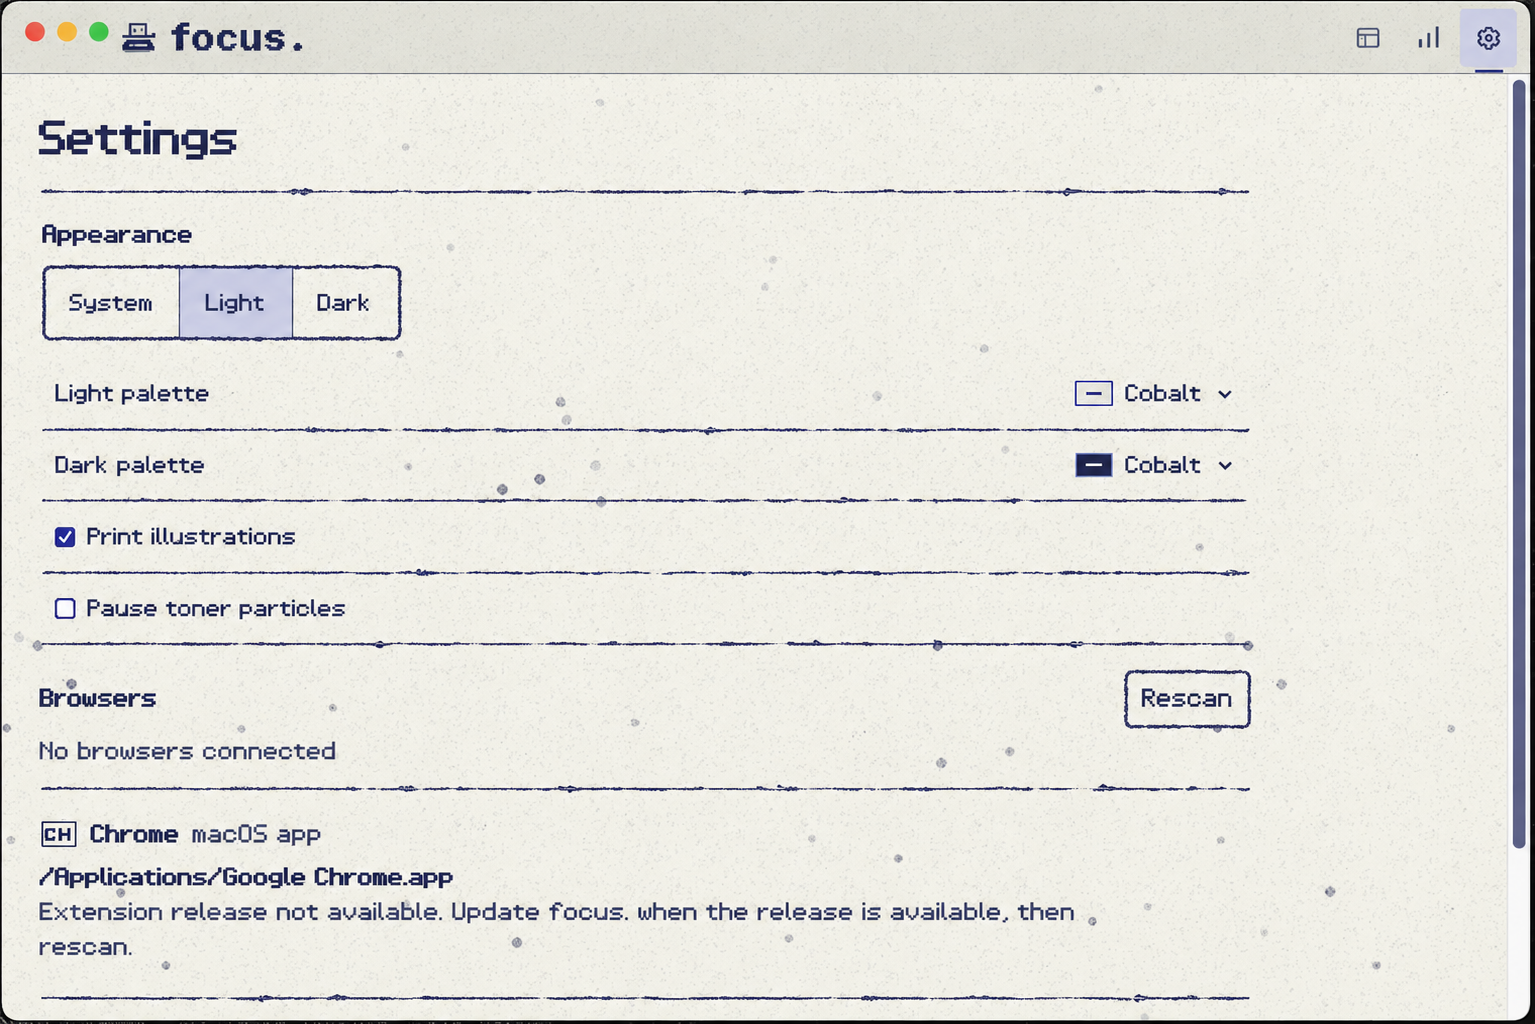 focus.
Settings
Appearance
System Light Dark
Light palette Cobalt
Dark palette Cobalt
Print illustrations
Pause toner particles
Browsers Rescan
No browsers connected
CH Chrome macOS app
/Applications/Google Chrome.app
Extension release not available. Update focus. when the release is available, then
rescan.